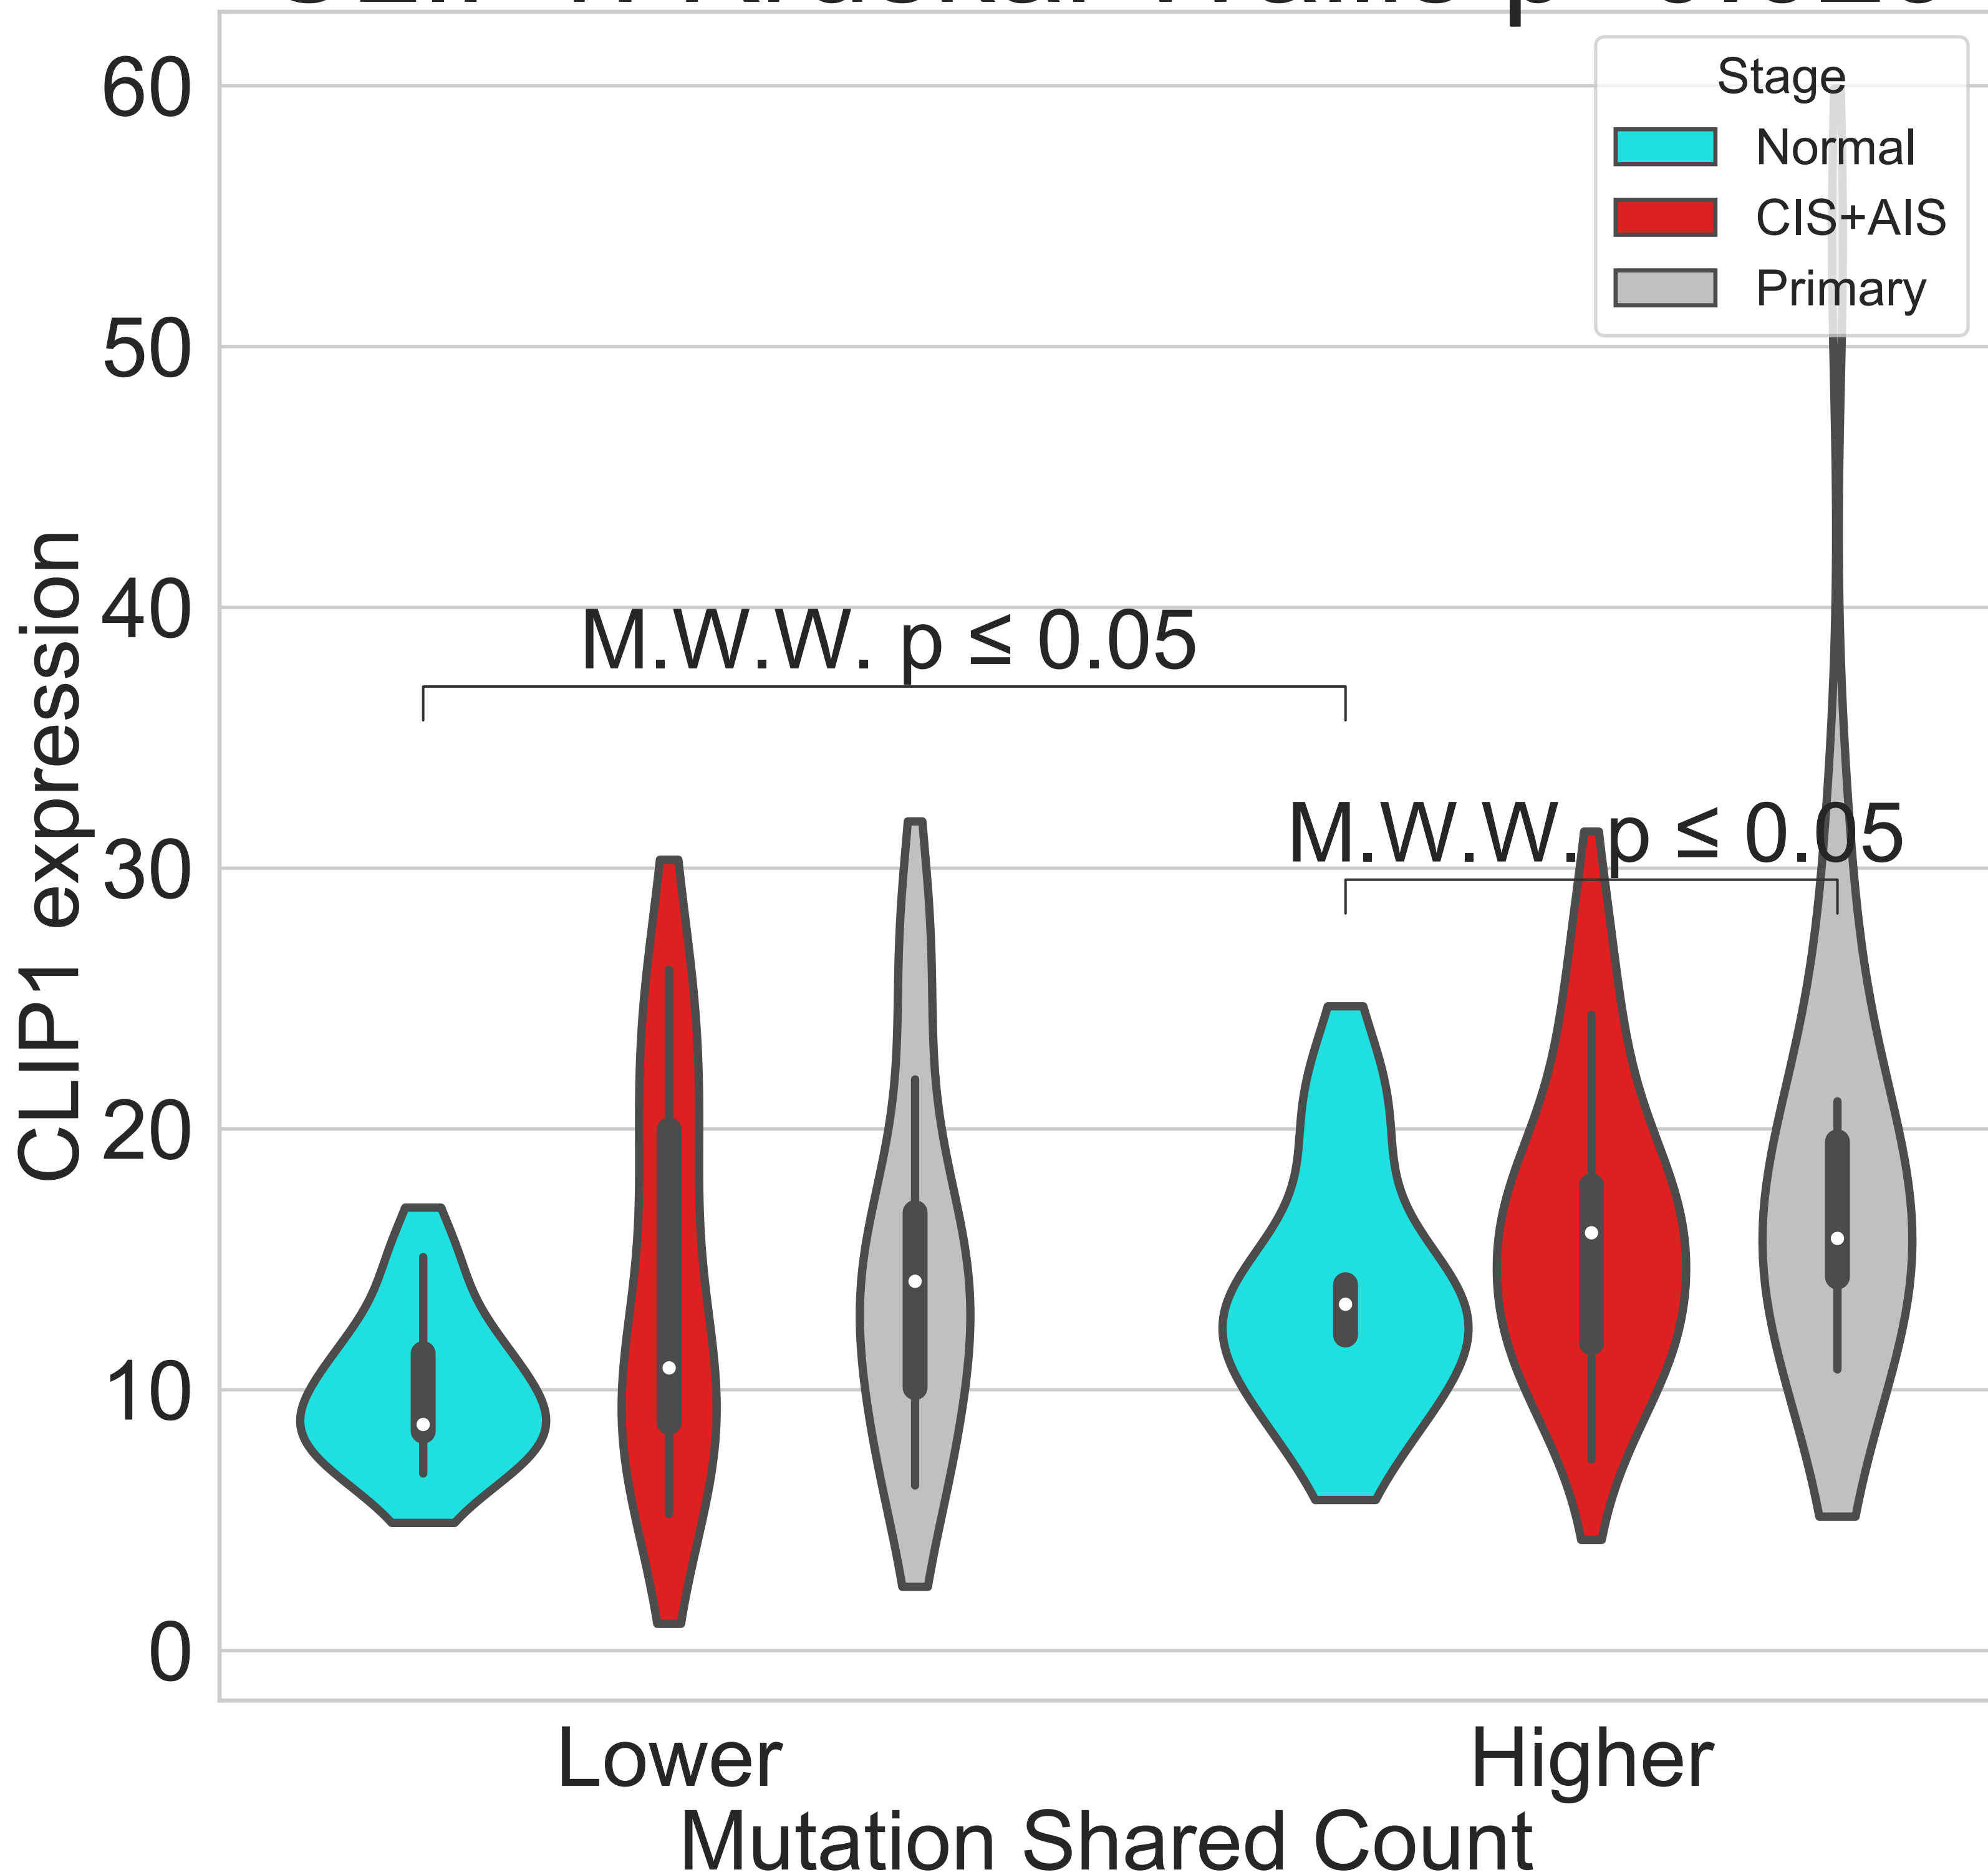 60
50
40
30
20
10
0
CLIP1 expression
Stage
Normal
CIS+AIS
Primary
M.W.W. p ≤ 0.05
M.W.W. p ≤ 0.05
Lower
Higher
Mutation Shared Count